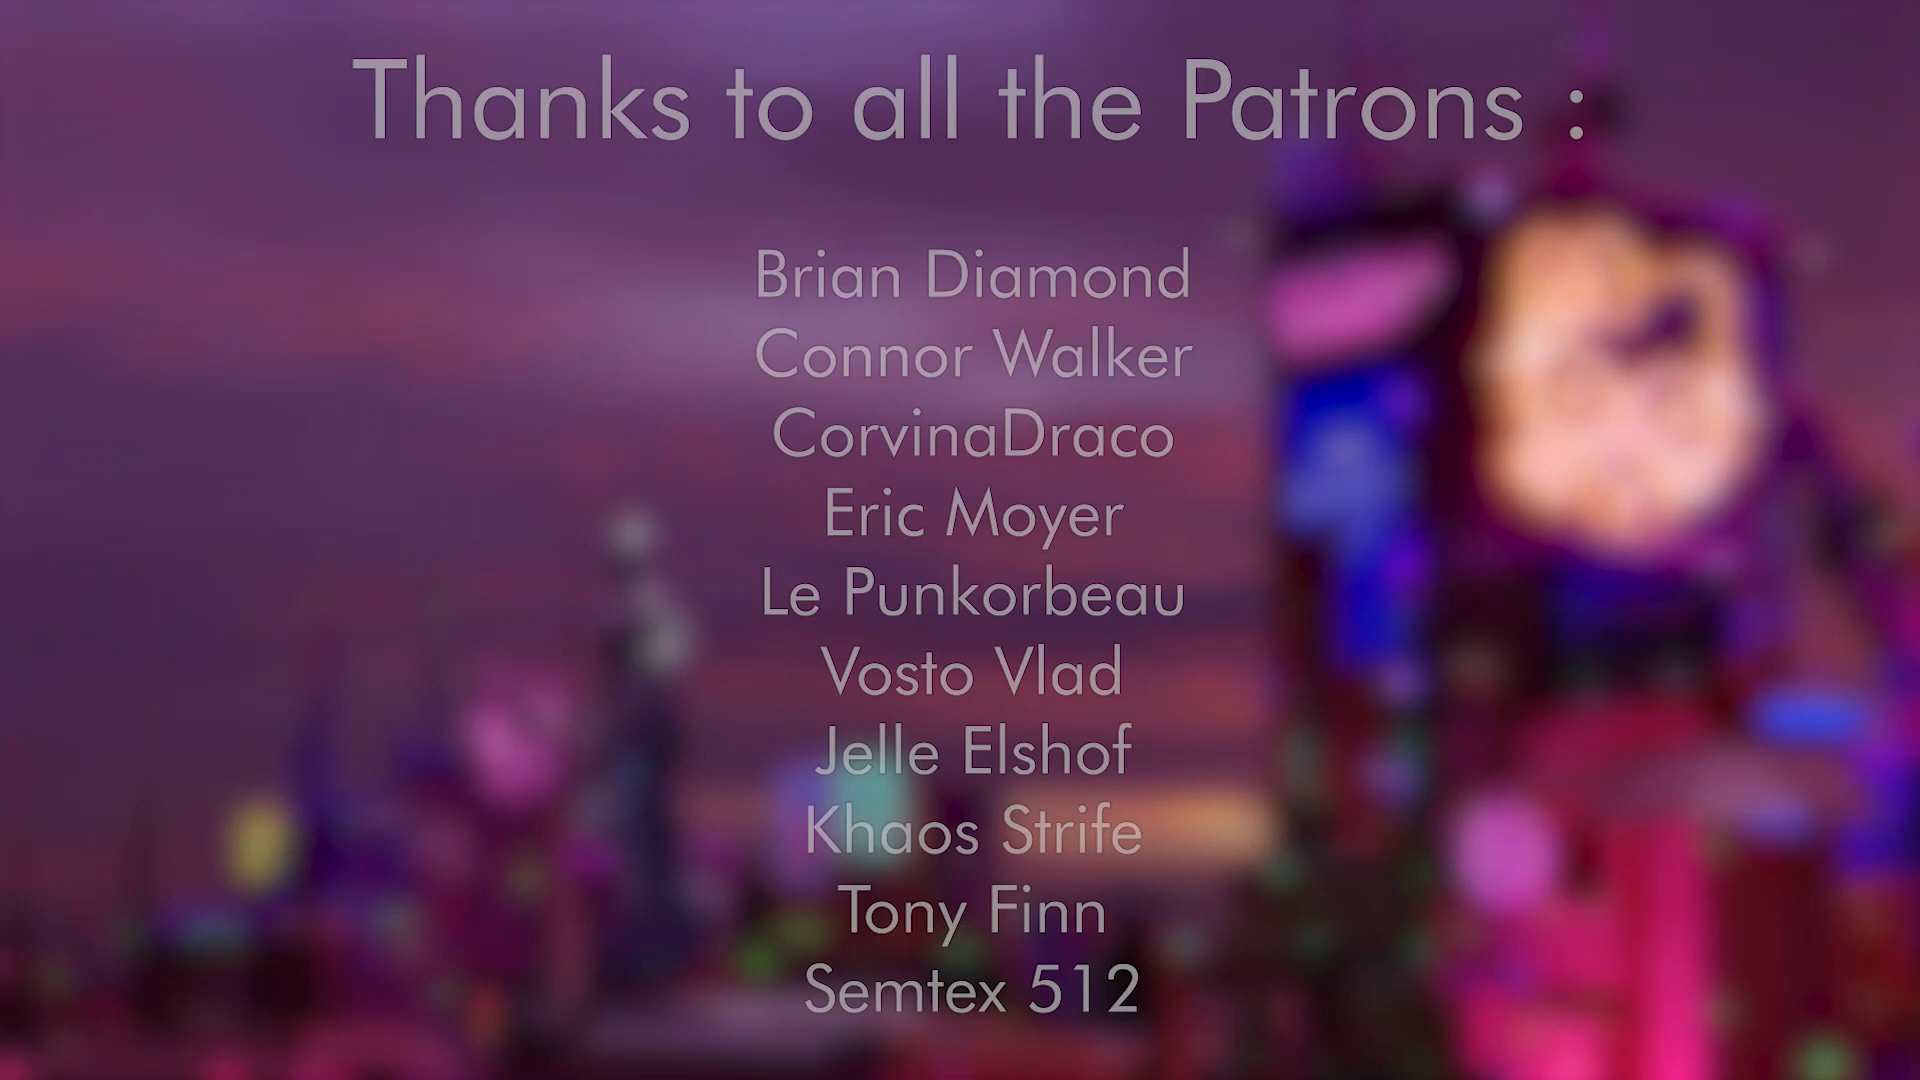 Thanks to all the Patrons :
Brian Diamond
Connor Walker
CorvinaDraco
Eric Moyer
Le Punkorbeau
Vosto Vlad
Jelle Elshof
Khaos Strife
Tony Finn
Semtex 512